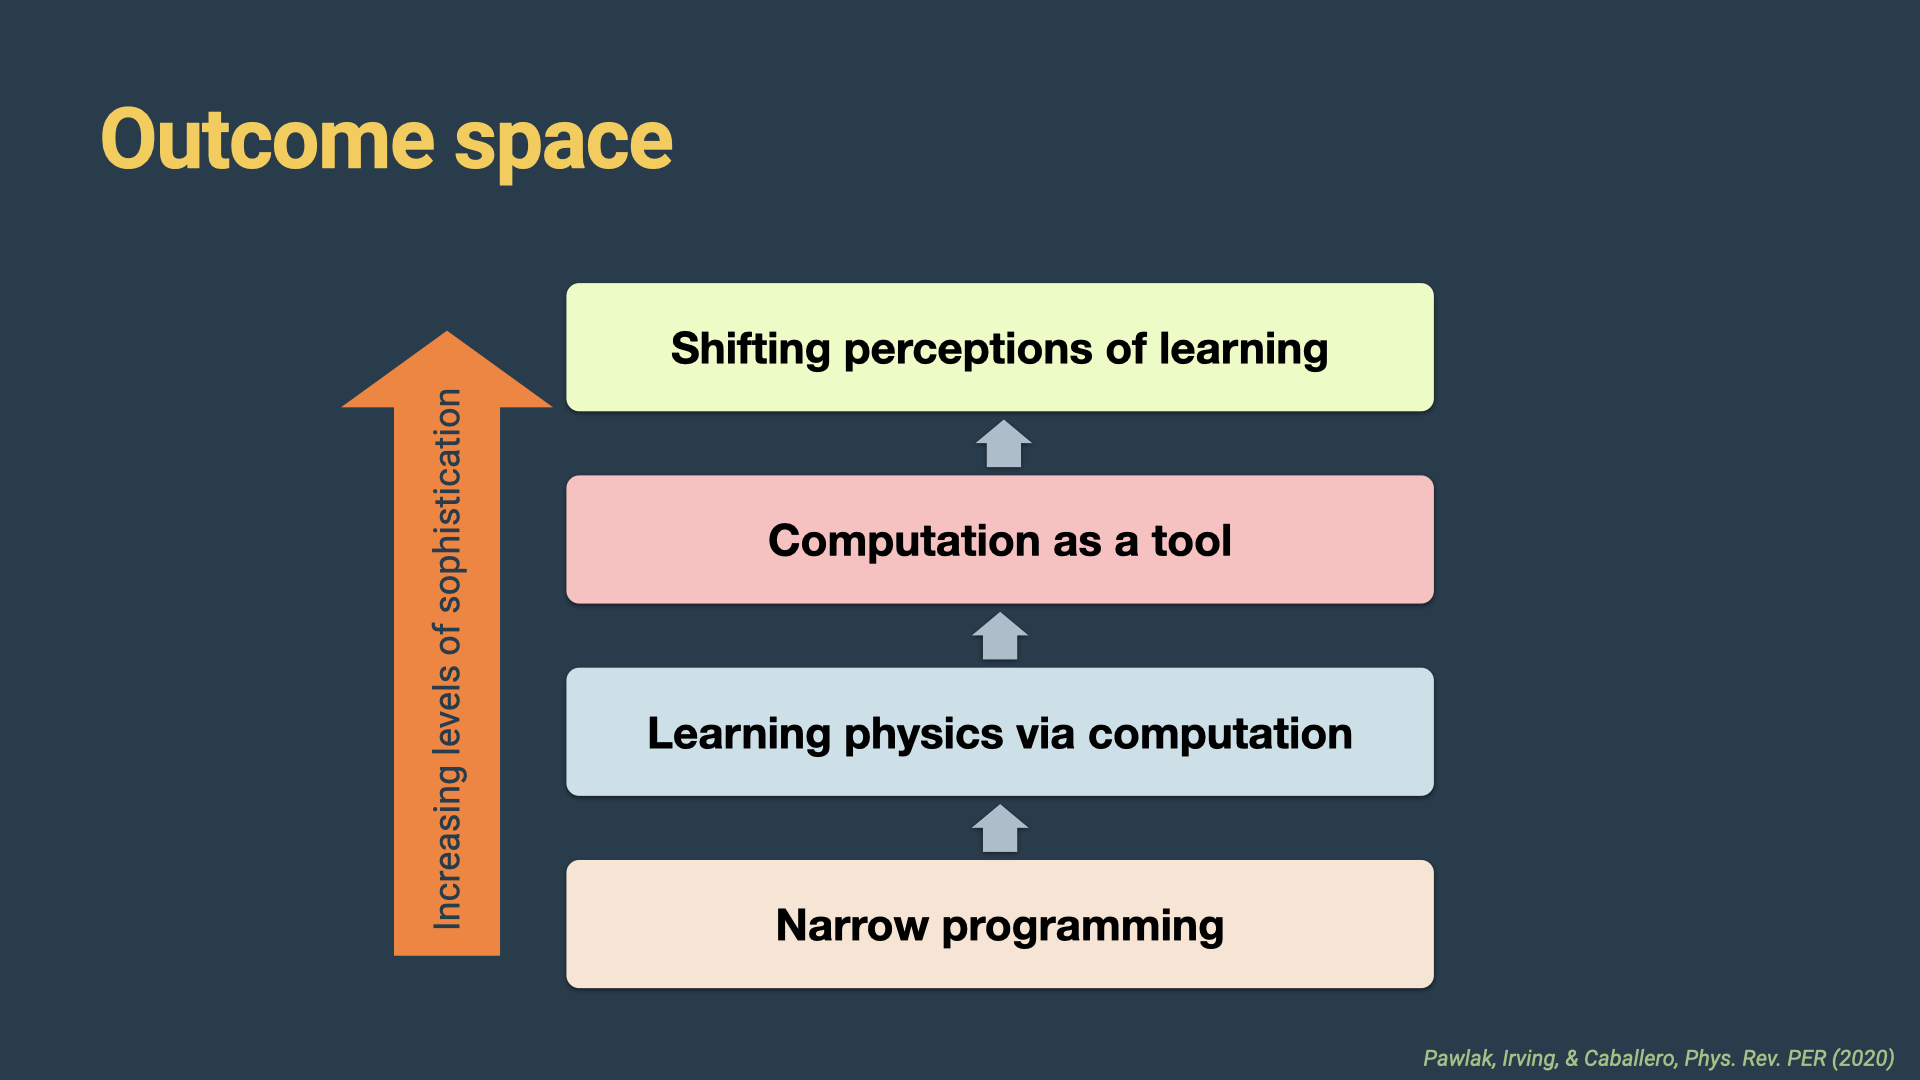 Outcome space
Increasing levels of sophistication
Shifting perceptions of learning
Computation as a tool
Learning physics via computation
Narrow programming
Pawlak, Irving, & Caballero, Phys. Rev. PER (2020)